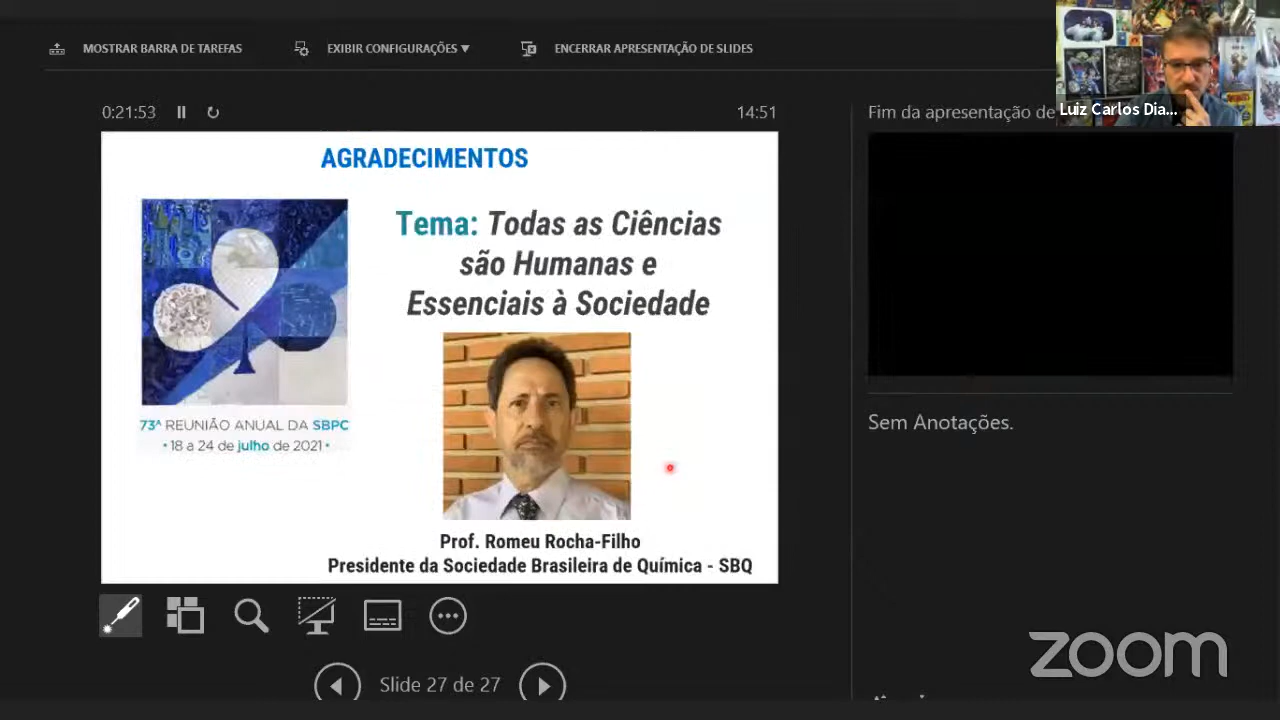 MOSTRAR BARRA DE TAREFAS
EXIBIR CONFIGURAÇÕES ▼
ENCERRAR APRESENTAÇÃO DE SLIDES
Luiz Carlos Dia...
0:21:53
14:51
Fim da apresentação de
AGRADECIMENTOS
Tema: Todas as Ciências
são Humanas e
Essenciais à Sociedade
73ª REUNIÃO ANUAL DA SBPC
• 18 a 24 de julho de 2021 •
Prof. Romeu Rocha-Filho
Presidente da Sociedade Brasileira de Química - SBQ
Sem Anotações.
Slide 27 de 27
zoom